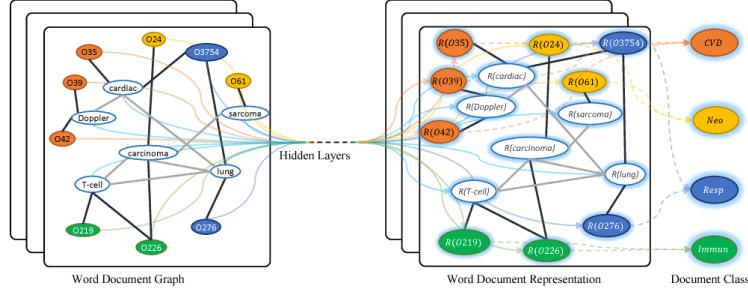 O35
O24
O3754
O39
cardiac
O61
Doppler
sarcoma
O42
carcinoma
T-cell
lung
O219
O226
O276
Hidden Layers
Word Document Graph
R(O35)
R(O24)
R(O3754)
R(O39)
R(cardiac)
R(O61)
R(Doppler)
R(sarcoma)
R(O42)
R(carcinoma)
R(T-cell)
R(lung)
R(O219)
R(O226)
R(O276)
Word Document Representation
CVD
Neo
Resp
Immun
Document Class